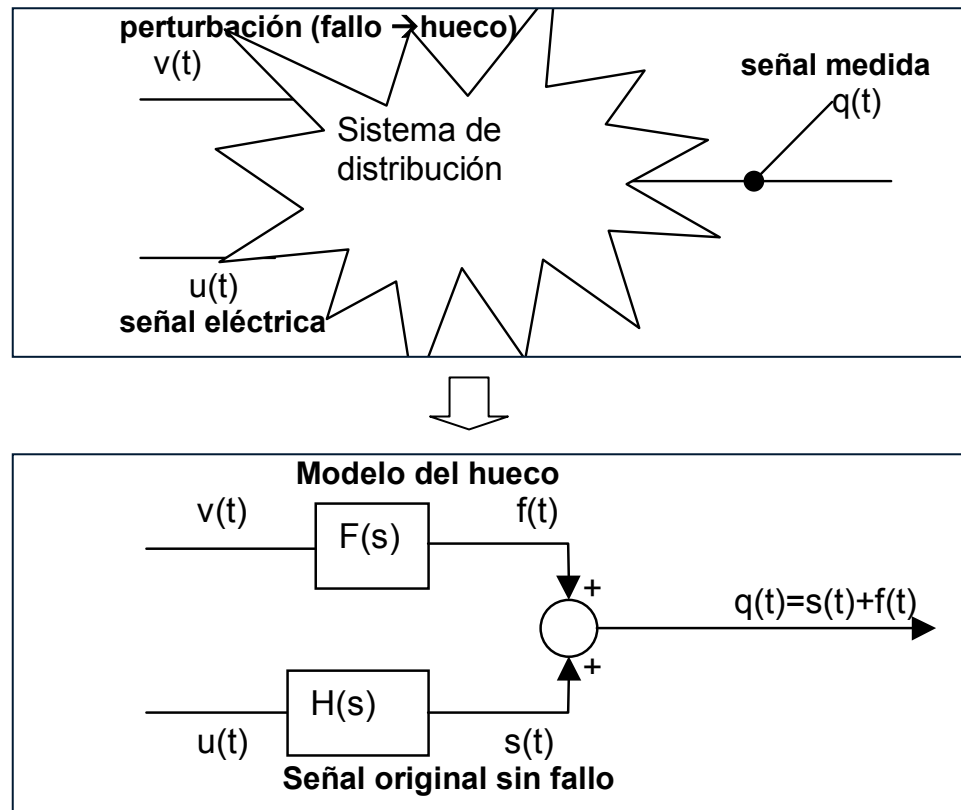 perturbación (fallo → hueco)
v(t)
señal medida
q(t)
Sistema de
distribución
u(t)
señal eléctrica
Modelo del hueco
v(t)
F(s)
f(t)
+
q(t)=s(t)+f(t)
+
H(s)
u(t)
s(t)
Señal original sin fallo